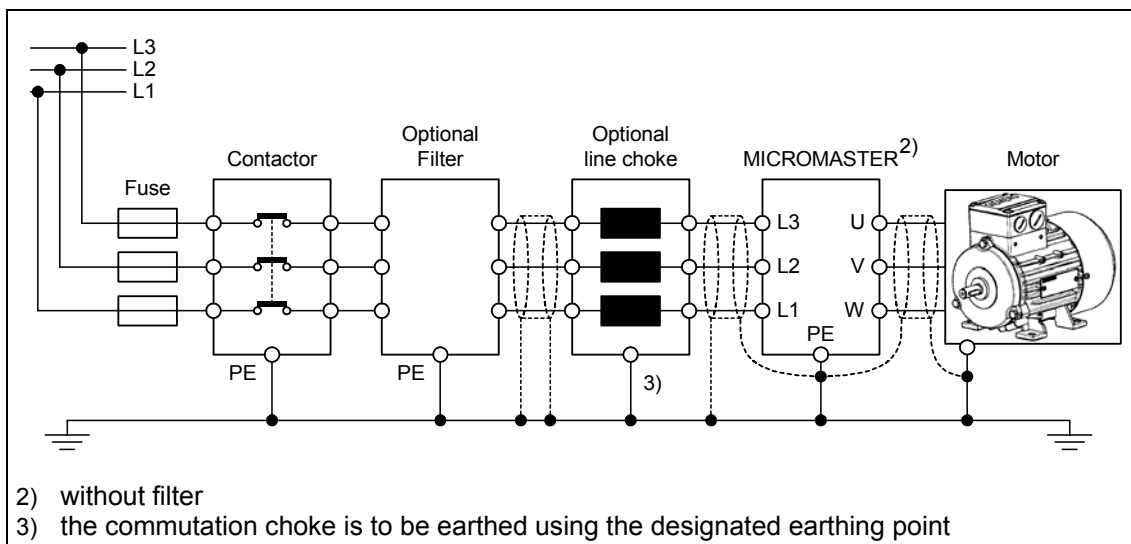 L3
L2
L1
Optional
Filter
Optional
line choke
Contactor
MICROMASTER2)
Motor
Fuse
L3
U
L2
V
L1
W
PE
PE
PE
3)
2) without filter
3) the commutation choke is to be earthed using the designated earthing point